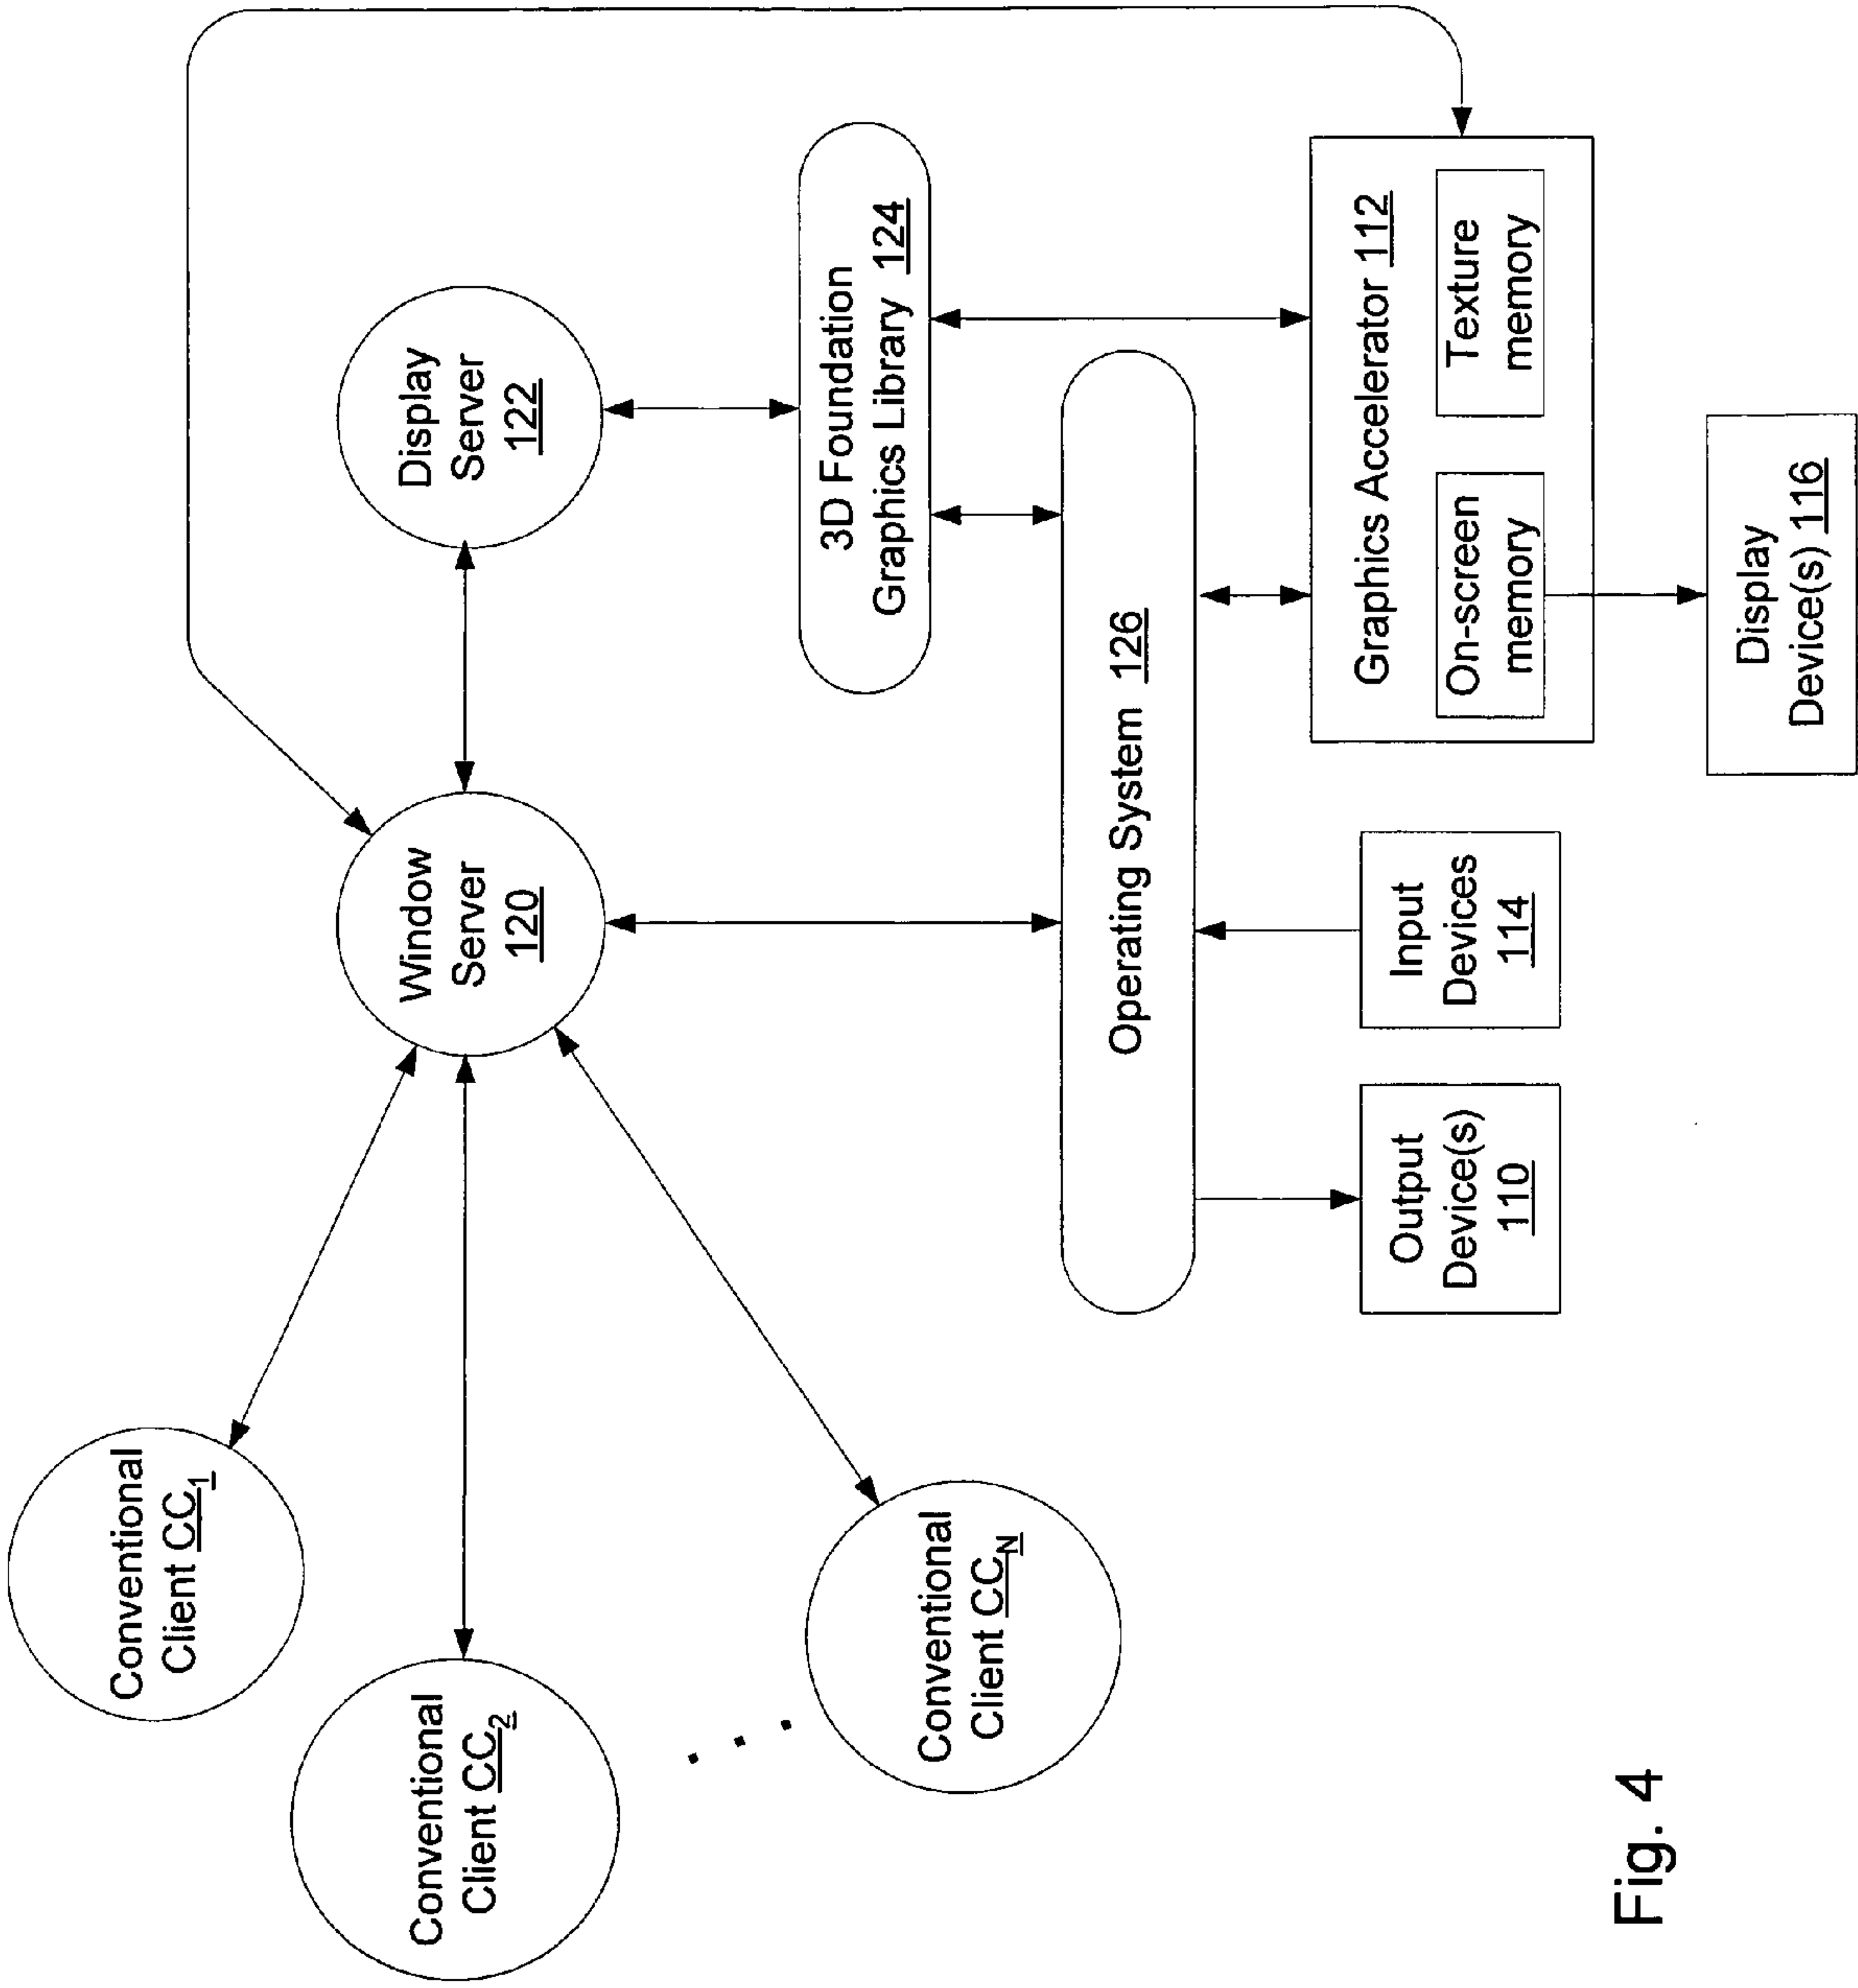 Conventional
Client CC1
Conventional
Client CC2
Conventional
Client CCN
Window
Server
120
Display
Server
122
3D Foundation
Graphics Library 124
Operating System 126
Output
Device(s)
110
Input
Devices
114
Graphics Accelerator 112
On-screen
memory
Texture
memory
Display
Device(s) 116
Fig. 4